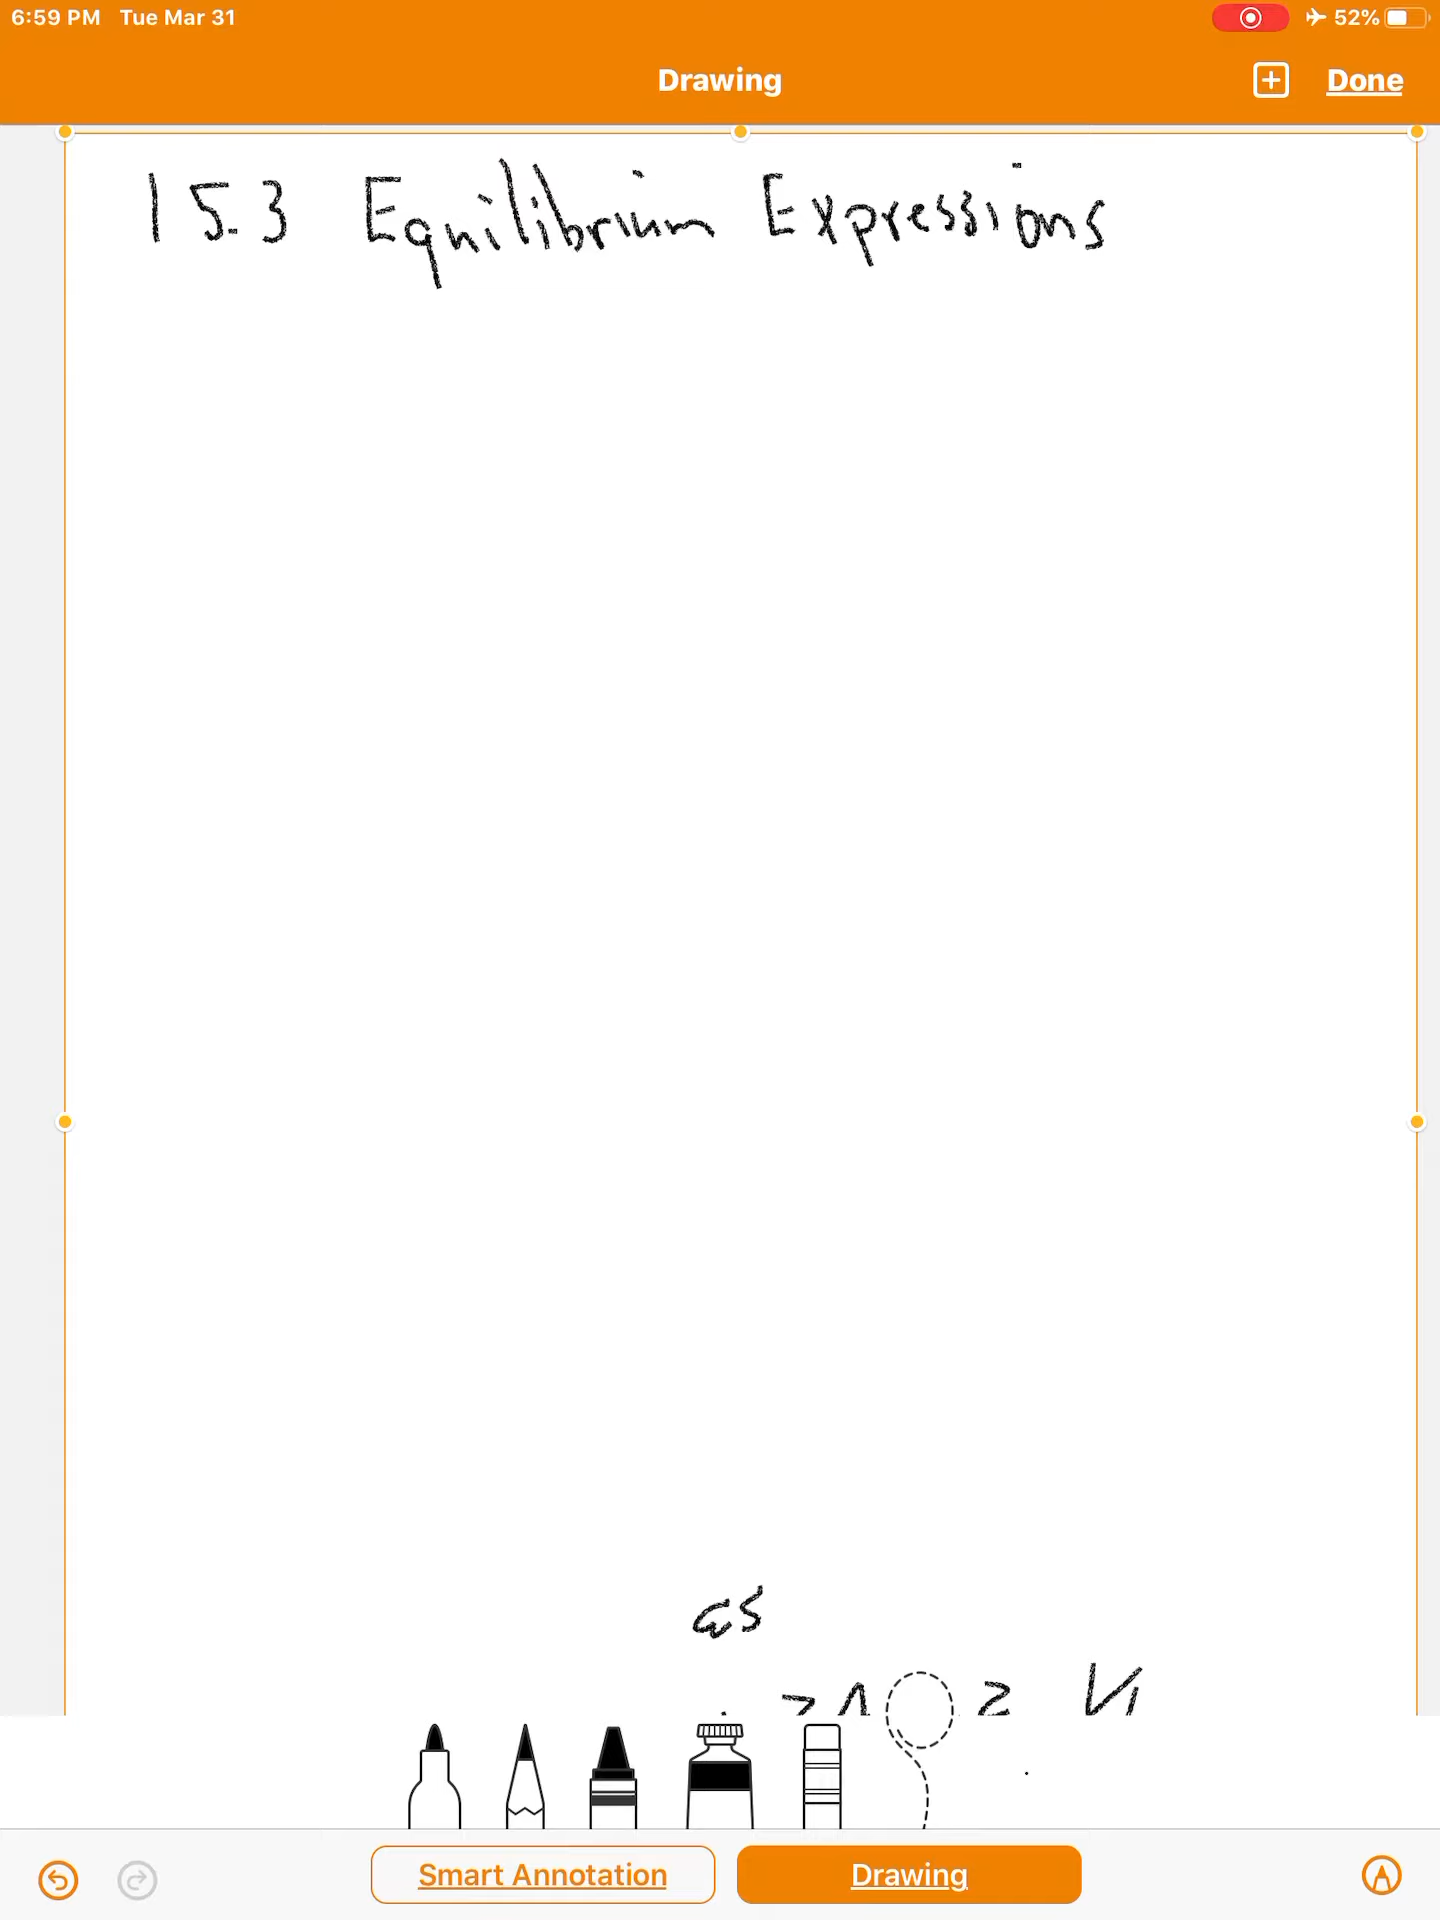 6:59 PM Tue Mar 31 52%
Drawing Done
15.3 Equilibrium Expressions
Smart Annotation Drawing